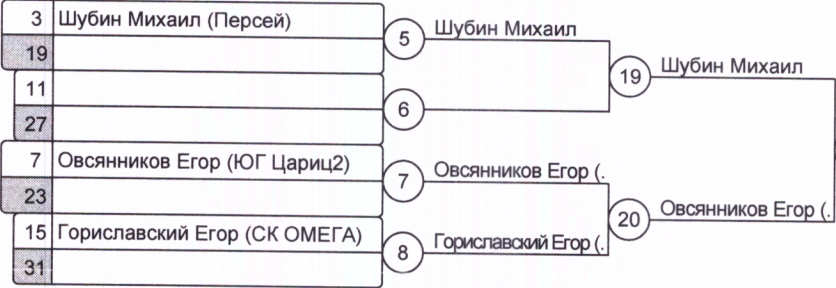 3 Шубин Михаил (Персей)
19
5 Шубин Михаил
19 Шубин Михаил
11
27
6
7 Овсянников Егор (ЮГ Цариц2)
23
7 Овсянников Егор (.
20 Овсянников Егор (.
15 Гориславский Егор (СК ОМЕГА)
31
8 Гориславский Егор (.